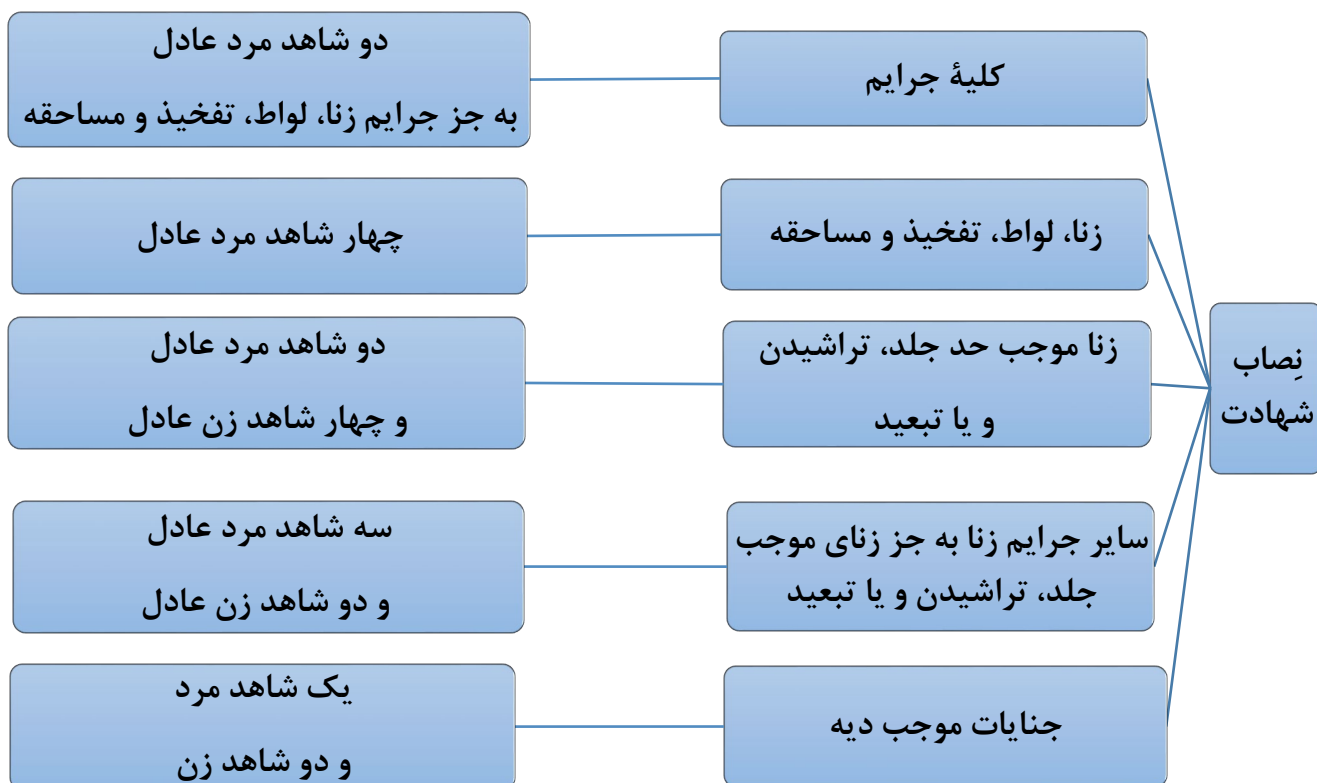 نِصاب
شهادت
کلیهٔ جرایم
دو شاهد مرد عادل
به جز جرایم زنا، لواط، تفخیذ و مساحقه
زنا، لواط، تفخیذ و مساحقه
چهار شاهد مرد عادل
زنا موجب حد جلد، تراشیدن
و یا تبعید
دو شاهد مرد عادل
و چهار شاهد زن عادل
سایر جرایم زنا به جز زنای موجب
جلد، تراشیدن و یا تبعید
سه شاهد مرد عادل
و دو شاهد زن عادل
جنایات موجب دیه
یک شاهد مرد
و دو شاهد زن